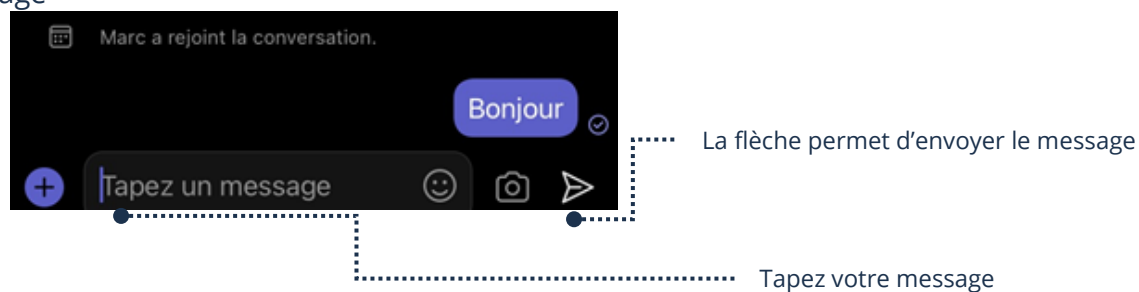 Marc a rejoint la conversation.
Bonjour
La flèche permet d’envoyer le message
Tapez un message
Tapez votre message